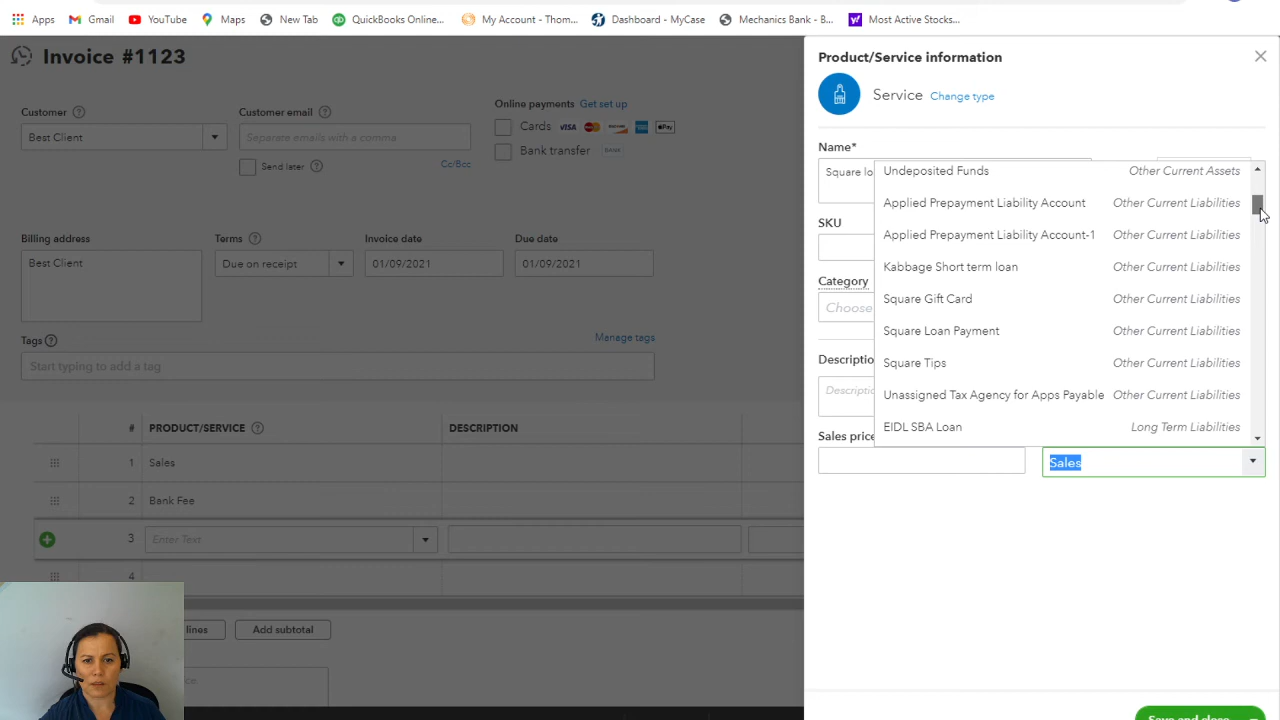 Apps Gmail YouTube Maps New Tab QuickBooks Online... My Account - Thom... Dashboard - MyCase Mechanics Bank - B... Most Active Stocks...
Invoice #1123
Customer
Best Client
Customer email
Separate emails with a comma
Send later
Cc/Bcc
Online payments Get set up
Cards VISA Pay
Bank transfer BANK
Billing address
Best Client
Terms
Due on receipt
Invoice date
01/09/2021
Due date
01/09/2021
Tags
Manage tags
Start typing to add a tag
# PRODUCT/SERVICE DESCRIPTION
1 Sales
2 Bank Fee
3 Enter Text
4
lines Add subtotal
Product/Service information
Service Change type
Name*
Square lo
SKU
Category
Choose
Descriptio
Descriptio
Sales price
Undeposited Funds Other Current Assets
Applied Prepayment Liability Account Other Current Liabilities
Applied Prepayment Liability Account-1 Other Current Liabilities
Kabbage Short term loan Other Current Liabilities
Square Gift Card Other Current Liabilities
Square Loan Payment Other Current Liabilities
Square Tips Other Current Liabilities
Unassigned Tax Agency for Apps Payable Other Current Liabilities
EIDL SBA Loan Long Term Liabilities
Sales
Save and close